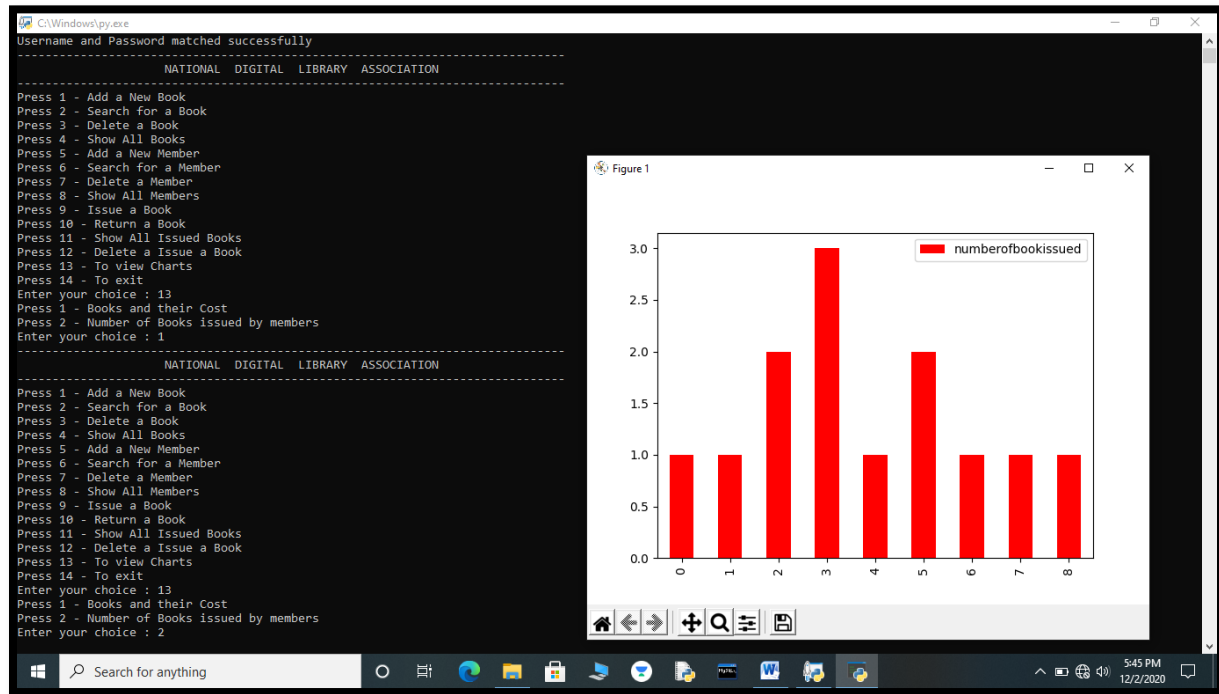 C:\Windows\py.exe
Username and Password matched successfully
--------------------------------------------------------------------------------
NATIONAL DIGITAL LIBRARY ASSOCIATION
--------------------------------------------------------------------------------
Press 1 - Add a New Book
Press 2 - Search for a Book
Press 3 - Delete a Book
Press 4 - Show All Books
Press 5 - Add a New Member
Press 6 - Search for a Member
Press 7 - Delete a Member
Press 8 - Show All Members
Press 9 - Issue a Book
Press 10 - Return a Book
Press 11 - Show All Issued Books
Press 12 - Delete a Issue a Book
Press 13 - To view Charts
Press 14 - To exit
Enter your choice : 13
Press 1 - Books and their Cost
Press 2 - Number of Books issued by members
Enter your choice : 1
--------------------------------------------------------------------------------
NATIONAL DIGITAL LIBRARY ASSOCIATION
--------------------------------------------------------------------------------
Press 1 - Add a New Book
Press 2 - Search for a Book
Press 3 - Delete a Book
Press 4 - Show All Books
Press 5 - Add a New Member
Press 6 - Search for a Member
Press 7 - Delete a Member
Press 8 - Show All Members
Press 9 - Issue a Book
Press 10 - Return a Book
Press 11 - Show All Issued Books
Press 12 - Delete a Issue a Book
Press 13 - To view Charts
Press 14 - To exit
Enter your choice : 13
Press 1 - Books and their Cost
Press 2 - Number of Books issued by members
Enter your choice : 2
Figure 1
numberofbookissued
3.0
2.5
2.0
1.5
1.0
0.5
0.0
0 1 2 3 4 5 6 7 8
Search for anything
W
5:45 PM
12/2/2020